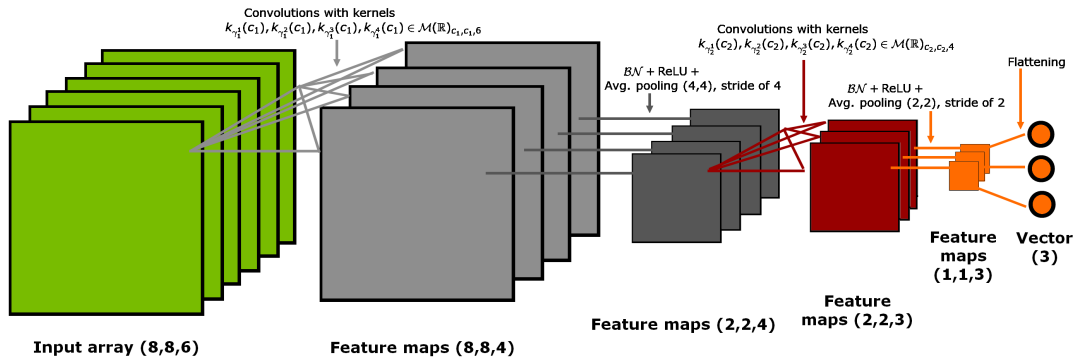 Convolutions with kernels
k_{γ_1^1}(c_1), k_{γ_1^2}(c_1), k_{γ_1^3}(c_1), k_{γ_1^4}(c_1) ∈ ℳ(ℝ)_{c_1,c_1,6}
Convolutions with kernels
k_{γ_2^1}(c_2), k_{γ_2^2}(c_2), k_{γ_2^3}(c_2), k_{γ_2^4}(c_2) ∈ ℳ(ℝ)_{c_2,c_2,4}
ℬ𝒩 + ReLU +
Avg. pooling (4,4), stride of 4
ℬ𝒩 + ReLU +
Avg. pooling (2,2), stride of 2
Flattening
Input array (8,8,6)
Feature maps (8,8,4)
Feature maps (2,2,4)
Feature
maps (2,2,3)
Feature
maps
(1,1,3)
Vector
(3)